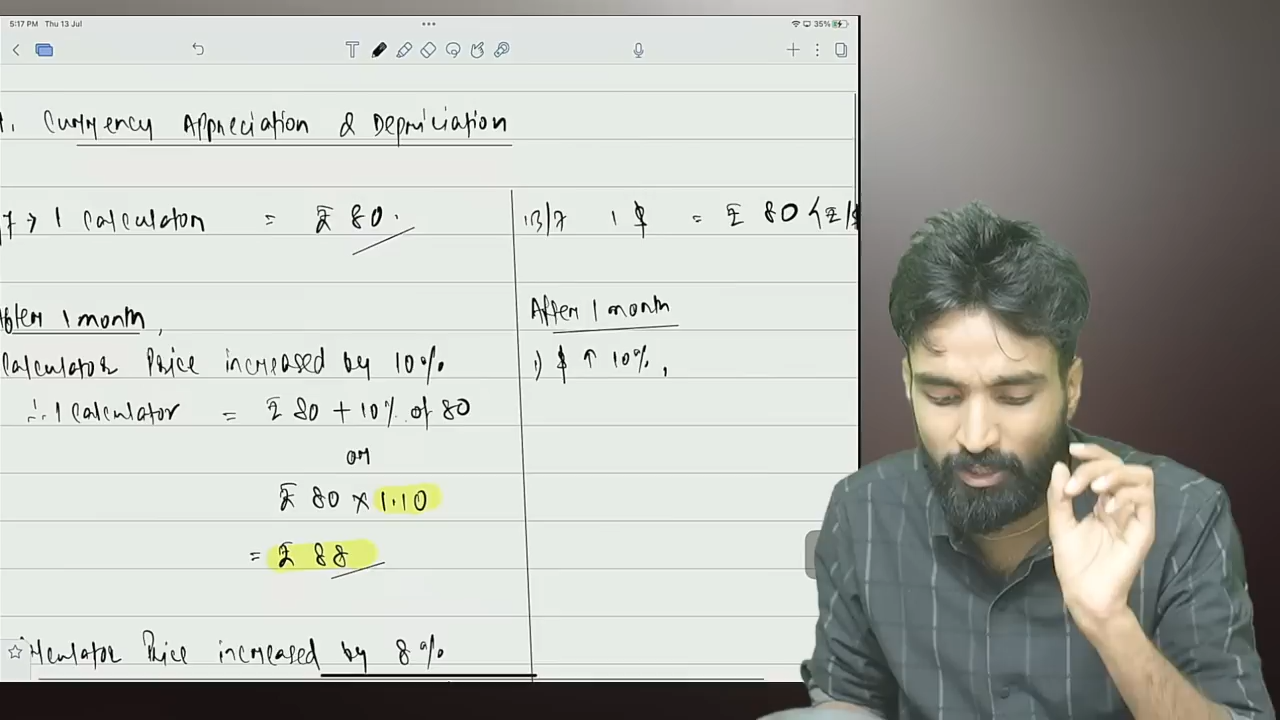 5:17 PM Thu 13 Jul
35%
Currency Appreciation & Depriciation
1 Calculator = ₹ 80.
After 1 month,
Calculator Price increased by 10%
∴ 1 Calculator = ₹ 80 + 10% of 80
or
₹ 80 × 1.10
= ₹ 88
Price increased by 8%
13/7 1 $ = ₹ 80
After 1 month
1) $ ↑ 10%,